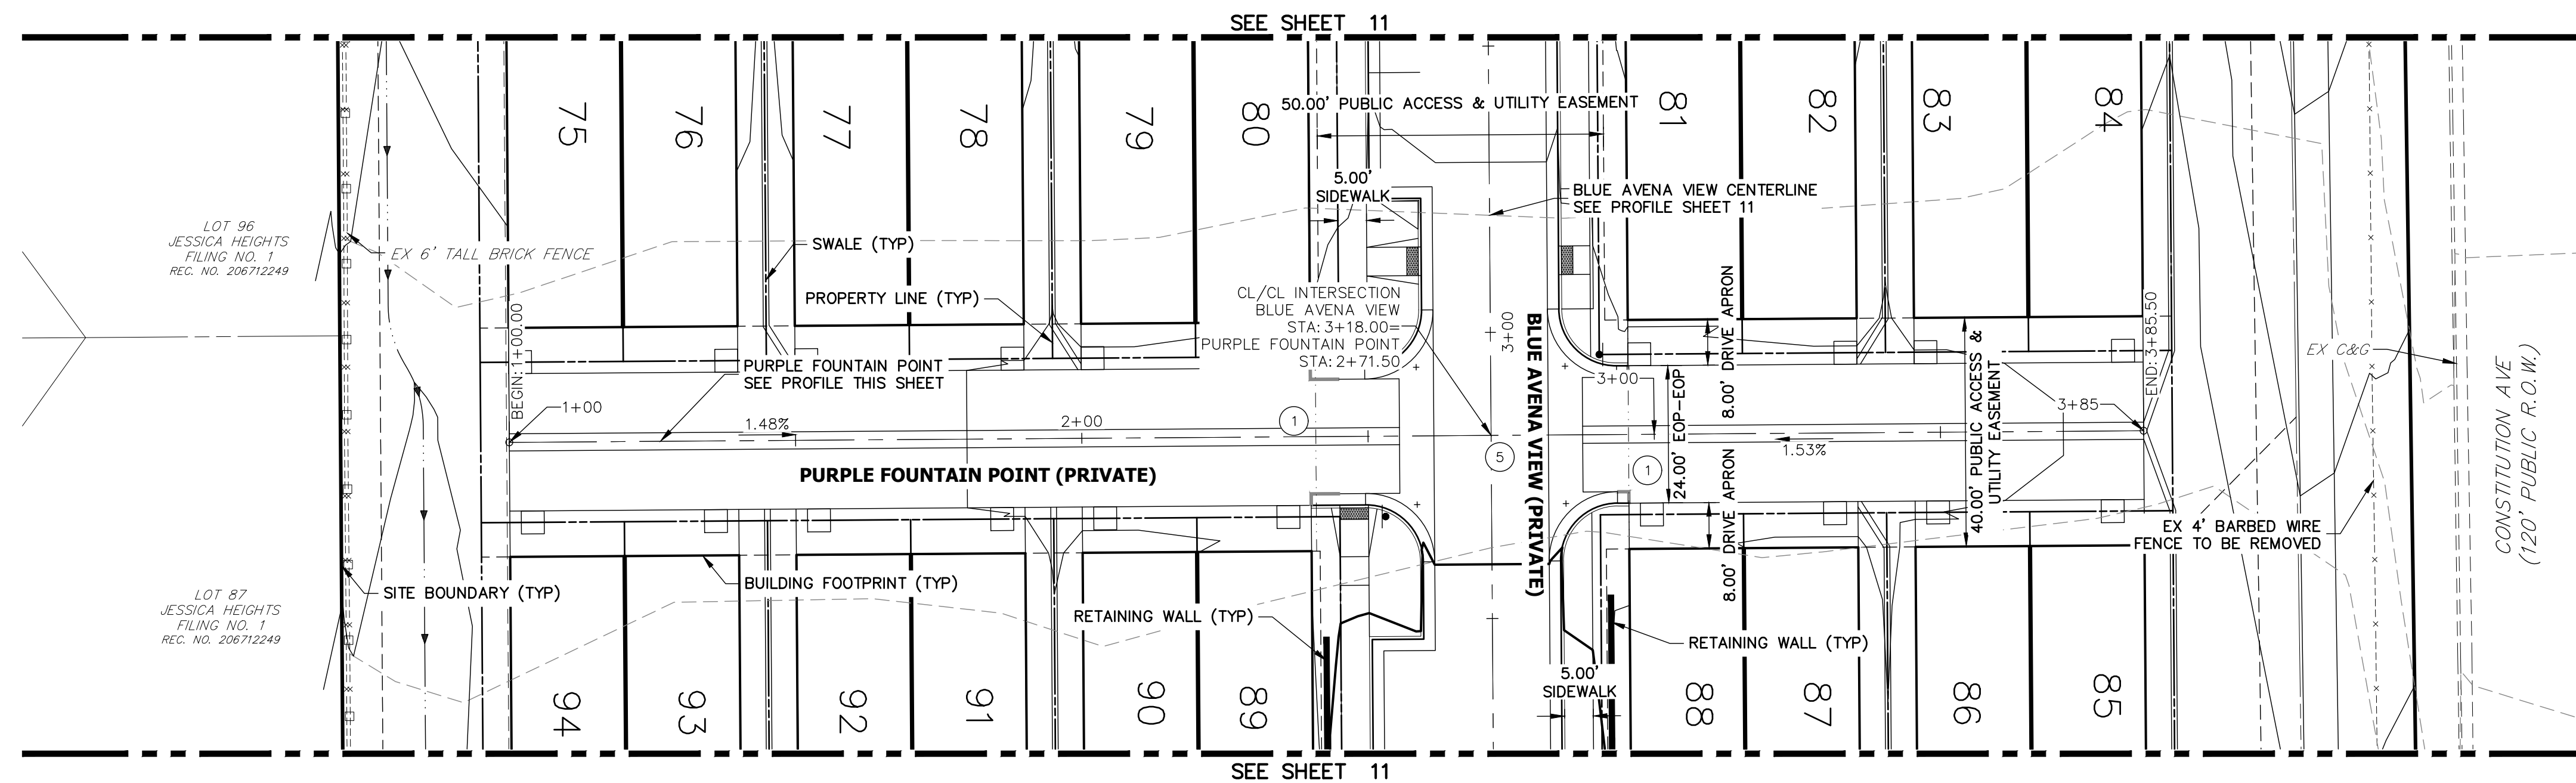 SEE SHEET 11
75
76
77
78
79
80
81
82
83
84
50.00' PUBLIC ACCESS & UTILITY EASEMENT
5.00'
SIDEWALK
BLUE AVENA VIEW CENTERLINE
SEE PROFILE SHEET 11
LOT 96
JESSICA HEIGHTS
FILING NO. 1
REC. NO. 206712249
EX 6' TALL BRICK FENCE
SWALE (TYP)
PROPERTY LINE (TYP)
CL/CL INTERSECTION
BLUE AVENA VIEW
STA: 3+18.00=
PURPLE FOUNTAIN POINT
STA: 2+71.50
3+00
BLUE AVENA VIEW (PRIVATE)
8.00' DRIVE APRON
BEGIN: 1+00.00
END: 3+85.50
EX C&G
CONSTITUTION AVE
(120' PUBLIC R.O.W.)
PURPLE FOUNTAIN POINT
SEE PROFILE THIS SHEET
1+00
1.48%
2+00
1
3+00
24.00' EOP-EOP
40.00' PUBLIC ACCESS &
UTILITY EASEMENT
3+85
1.53%
5
1
PURPLE FOUNTAIN POINT (PRIVATE)
8.00' DRIVE APRON
EX 4' BARBED WIRE
FENCE TO BE REMOVED
LOT 87
JESSICA HEIGHTS
FILING NO. 1
REC. NO. 206712249
SITE BOUNDARY (TYP)
BUILDING FOOTPRINT (TYP)
RETAINING WALL (TYP)
RETAINING WALL (TYP)
5.00'
SIDEWALK
94
93
92
91
90
89
88
87
86
85
SEE SHEET 11